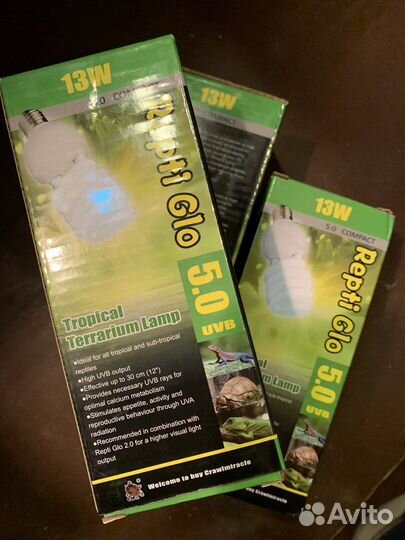 13W
5.0 COMPACT
Repti Glo
5.0
UVB
Tropical
Terrarium Lamp
•Ideal for all tropical and sub-tropical
reptiles
•High UVB output
•Effective up to 30 cm (12")
•Provides necessary UVB rays for
optimal calcium metabolism
•Stimulates appetite, activity and
reproductive behaviour through UVA
radiation
•Recommended in combination with
Repti Glo 2.0 for a higher visual light
output
Welcome to buy Crawlmiracle
13W
COMPACT
13W
5.0 COMPACT
Repti Glo
5.0
UVB
Lamp
Crawlmiracle
Avito